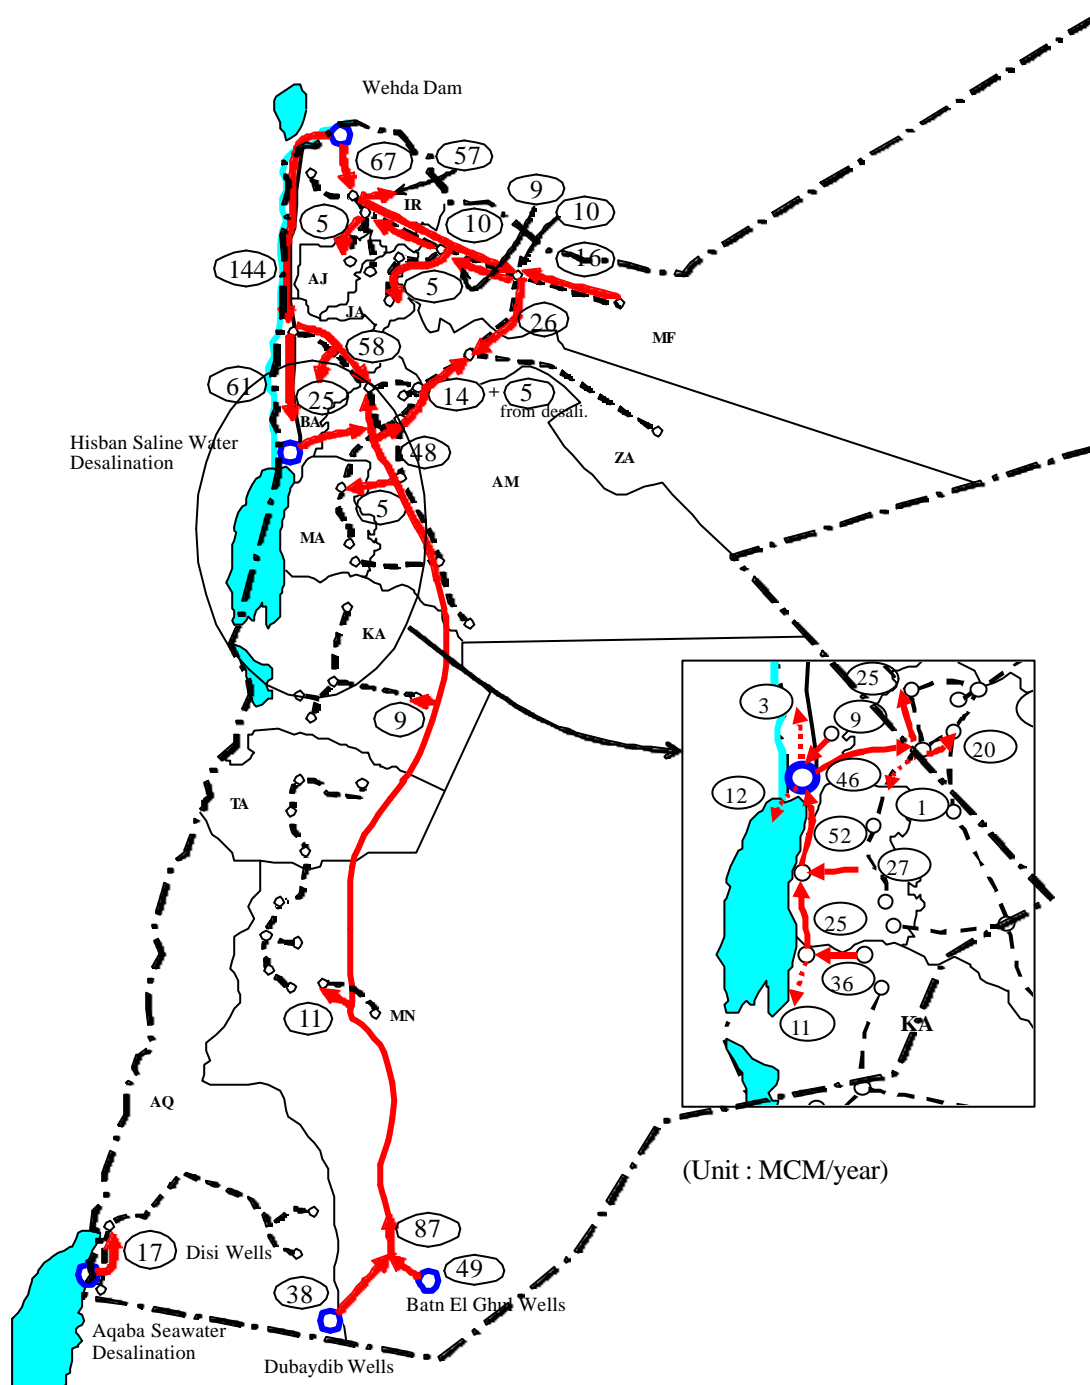 Wehda Dam
67
57
9
10
IR
5
10
16
144
AJ
5
JA
26
MF
58
61
25
14
+
5
from desali.
BA
Hisban Saline Water
Desalination
48
ZA
AM
5
MA
KA
9
TA
25
3
9
20
46
12
1
52
27
25
36
11
KA
11
MN
AQ
(Unit : MCM/year)
87
17
Disi Wells
49
38
Batn El Ghul Wells
Aqaba Seawater
Desalination
Dubaydib Wells